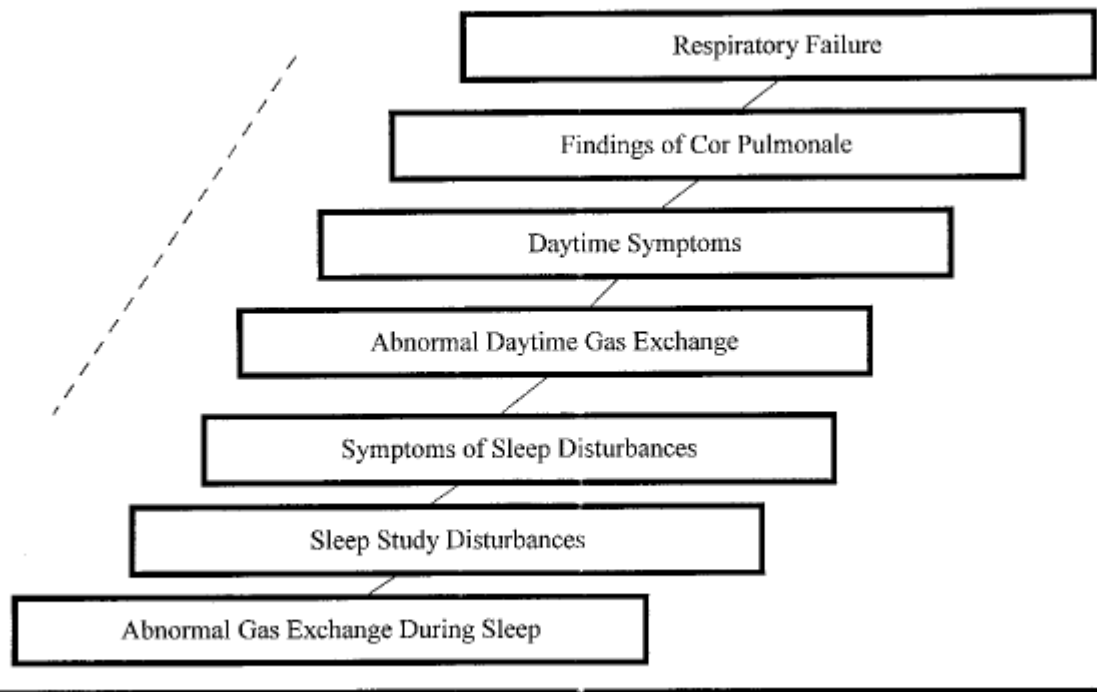 Respiratory Failure
Findings of Cor Pulmonale
Daytime Symptoms
Abnormal Daytime Gas Exchange
Symptoms of Sleep Disturbances
Sleep Study Disturbances
Abnormal Gas Exchange During Sleep